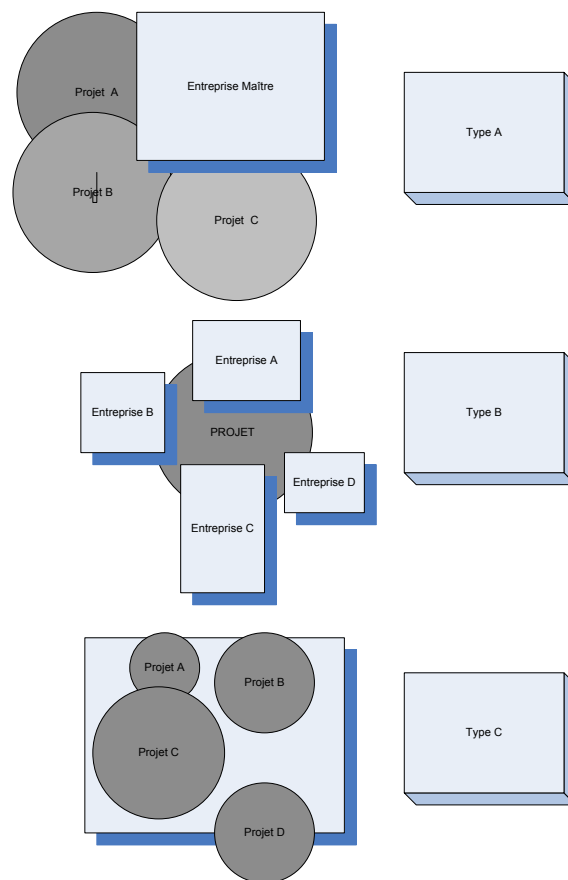 Projet A
Entreprise Maître
Type A
Projet B
Projet C
Entreprise A
Entreprise B
PROJET
Type B
Entreprise D
Entreprise C
Projet A
Projet B
Projet C
Type C
Projet D